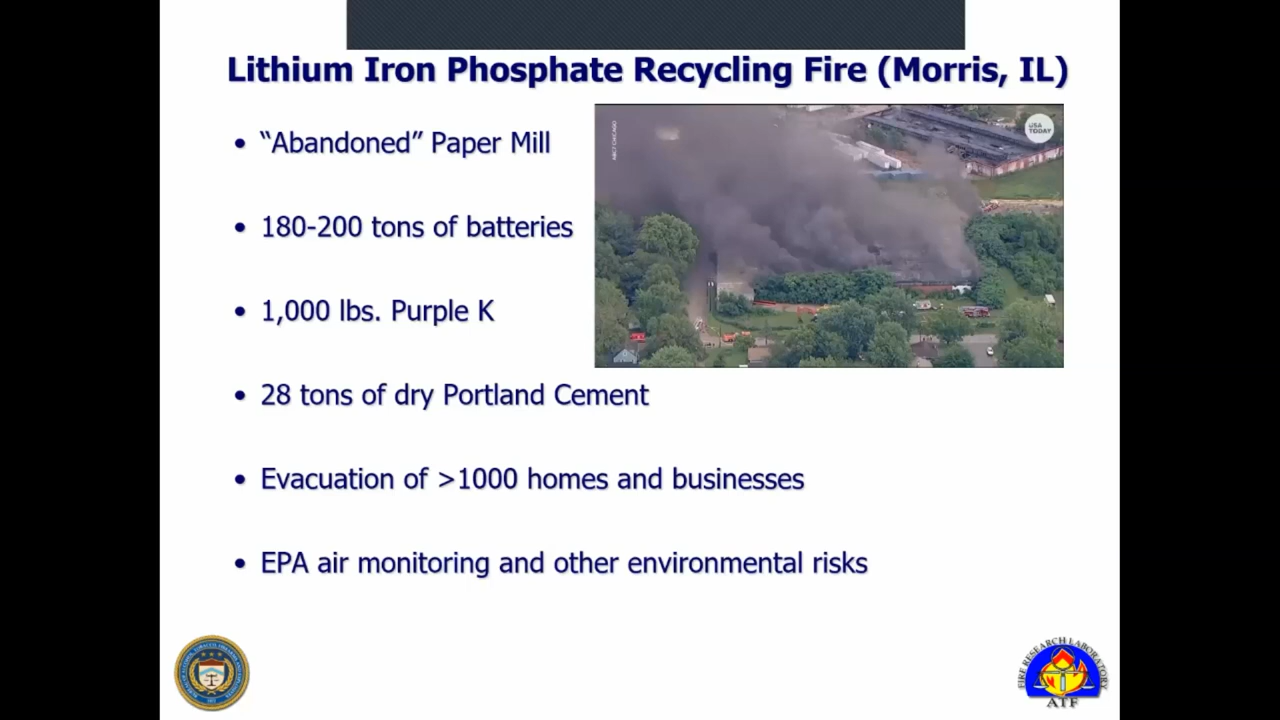 Lithium Iron Phosphate Recycling Fire (Morris, IL)
• “Abandoned” Paper Mill
• 180-200 tons of batteries
• 1,000 lbs. Purple K
• 28 tons of dry Portland Cement
• Evacuation of >1000 homes and businesses
• EPA air monitoring and other environmental risks
USA
TODAY
FIRE RESEARCH LABORATORY
ATF